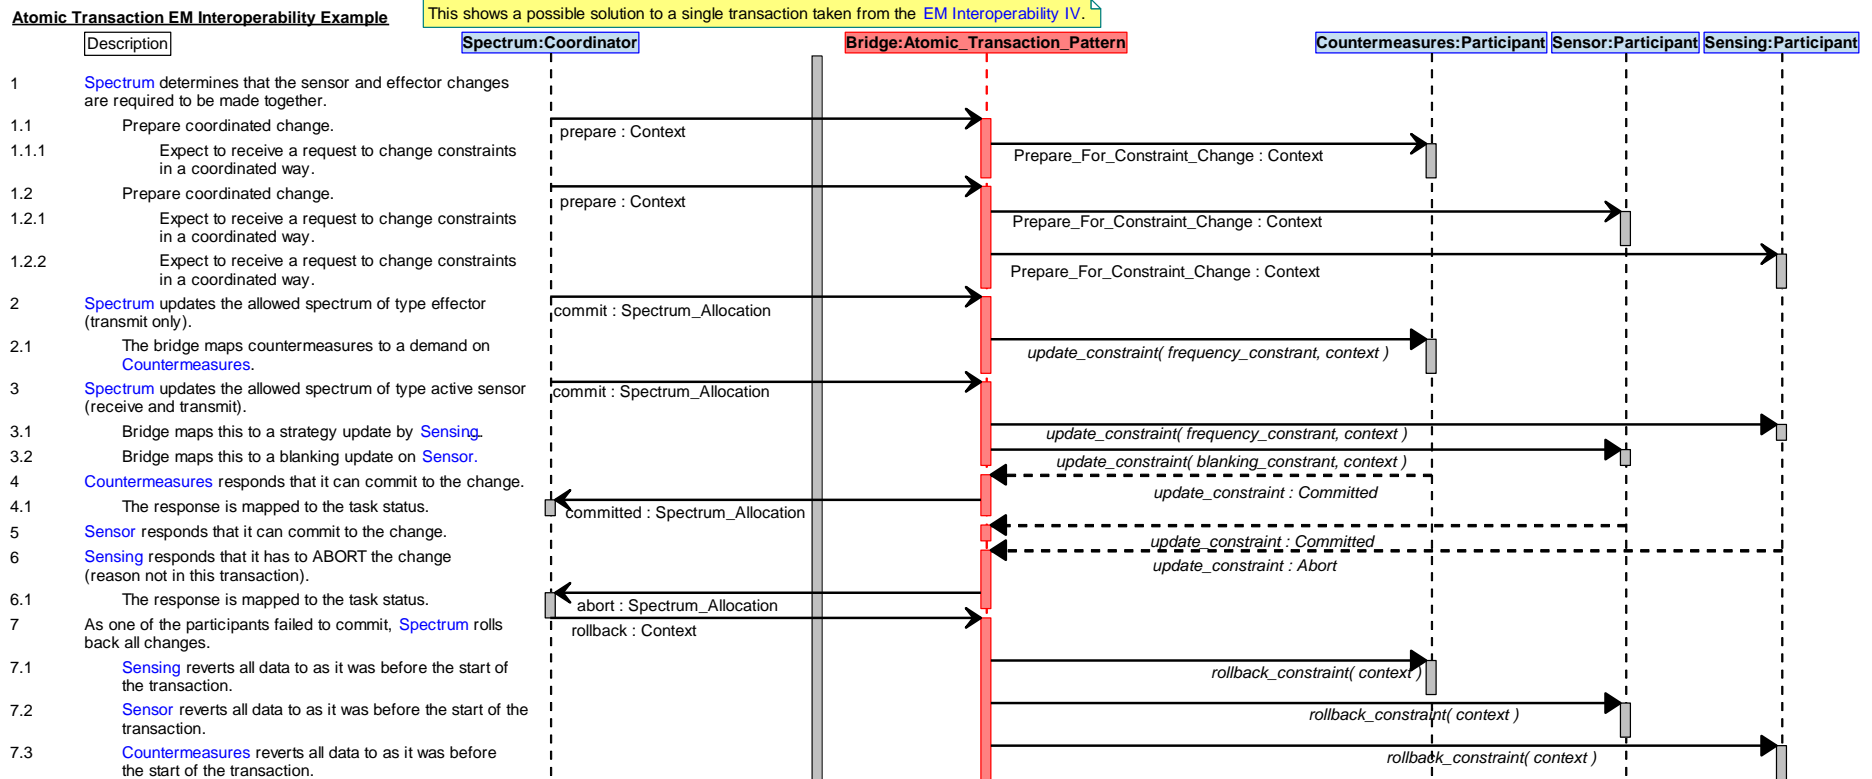 Atomic Transaction EM Interoperability Example
This shows a possible solution to a single transaction taken from the EM Interoperability IV.
Description
Spectrum:Coordinator
Bridge:Atomic_Transaction_Pattern
Countermeasures:Participant
Sensor:Participant
Sensing:Participant
1 Spectrum determines that the sensor and effector changes
are required to be made together.
1.1 Prepare coordinated change.
prepare : Context
1.1.1 Expect to receive a request to change constraints
in a coordinated way.
Prepare_For_Constraint_Change : Context
1.2 Prepare coordinated change.
prepare : Context
1.2.1 Expect to receive a request to change constraints
in a coordinated way.
Prepare_For_Constraint_Change : Context
1.2.2 Expect to receive a request to change constraints
in a coordinated way.
Prepare_For_Constraint_Change : Context
2 Spectrum updates the allowed spectrum of type effector
(transmit only).
commit : Spectrum_Allocation
2.1 The bridge maps countermeasures to a demand on
Countermeasures.
update_constraint( frequency_constrant, context )
3 Spectrum updates the allowed spectrum of type active sensor
(receive and transmit).
commit : Spectrum_Allocation
3.1 Bridge maps this to a strategy update by Sensing.
update_constraint( frequency_constrant, context )
3.2 Bridge maps this to a blanking update on Sensor.
update_constraint( blanking_constrant, context )
4 Countermeasures responds that it can commit to the change.
update_constraint : Committed
4.1 The response is mapped to the task status.
committed : Spectrum_Allocation
5 Sensor responds that it can commit to the change.
update_constraint : Committed
6 Sensing responds that it has to ABORT the change
(reason not in this transaction).
update_constraint : Abort
6.1 The response is mapped to the task status.
abort : Spectrum_Allocation
7 As one of the participants failed to commit, Spectrum rolls
back all changes.
rollback : Context
7.1 Sensing reverts all data to as it was before the start of
the transaction.
rollback_constraint( context )
7.2 Sensor reverts all data to as it was before the start of the
transaction.
rollback_constraint( context )
7.3 Countermeasures reverts all data to as it was before
the start of the transaction.
rollback_constraint( context )